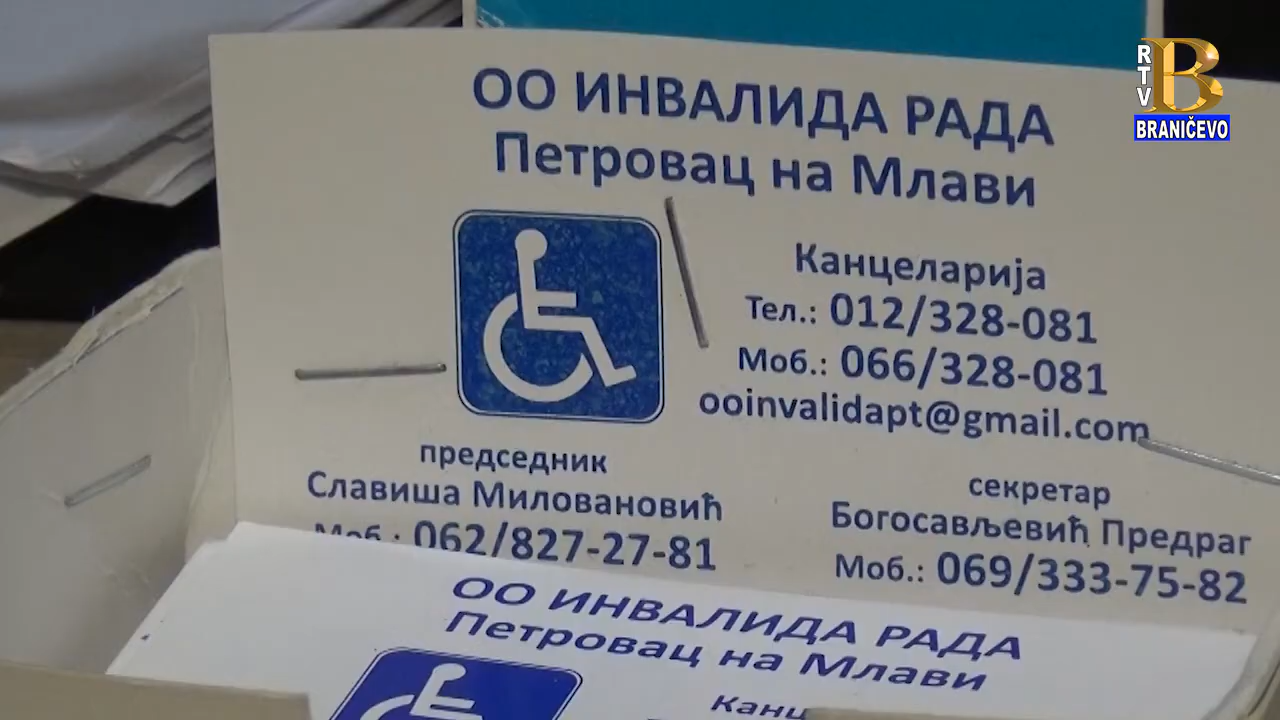 RTV
B
BRANIČEVO
ОО ИНВАЛИДА РАДА
Петровац на Млави
Канцеларија
Тел.: 012/328-081
Моб.: 066/328-081
ooinvalidapt@gmail.com
председник
Славиша Миловановић
Моб.: 062/827-27-81
секретар
Богосављевић Предраг
Моб.: 069/333-75-82
ОО ИНВАЛИДА РАДА
Петровац на Млави